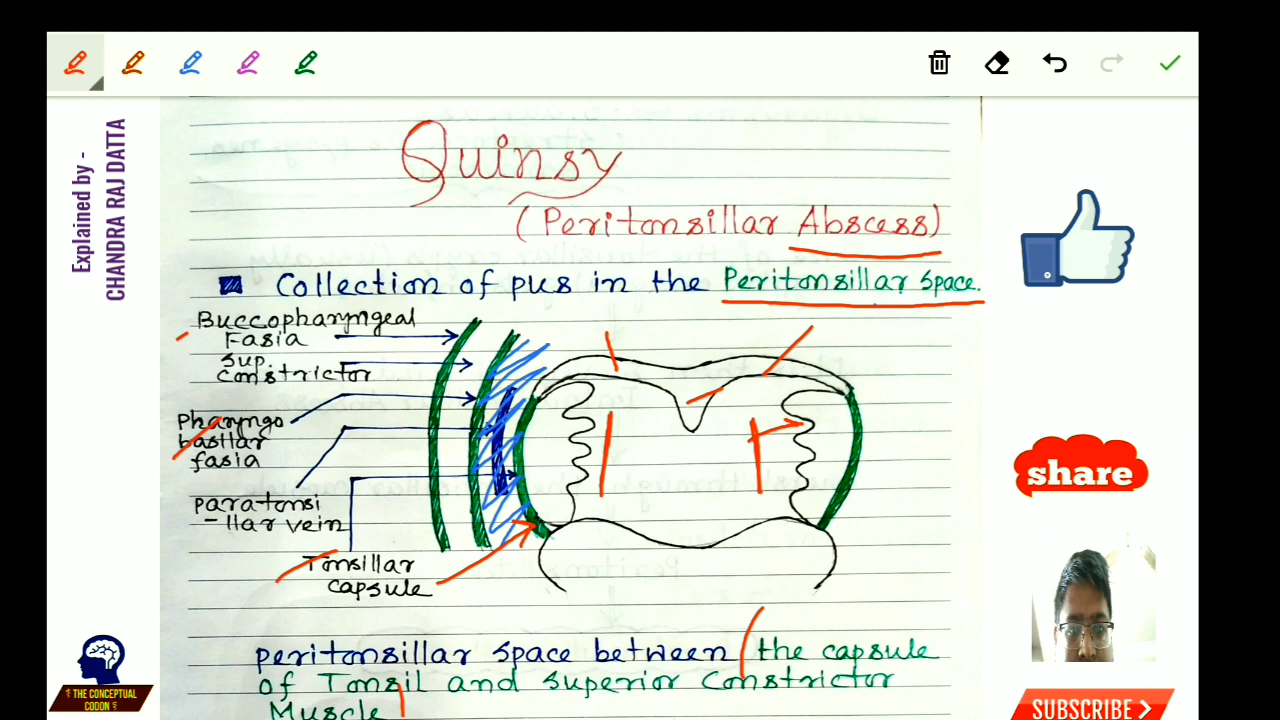 Explained by -
CHANDRA RAJ DATTA
Quinsy
(Peritonsillar Abscess)
Collection of pus in the Peritonsillar Space.
Buccopharyngeal
Fasia
Sup.
Constrictor
Pharyngo
basilar
fasia
Paratonsi
-llar vein
Tonsillar
capsule
share
peritonsillar space between the capsule
of Tonsil and superior Constrictor
Muscle
THE CONCEPTUAL
CODON
SUBSCRIBE >